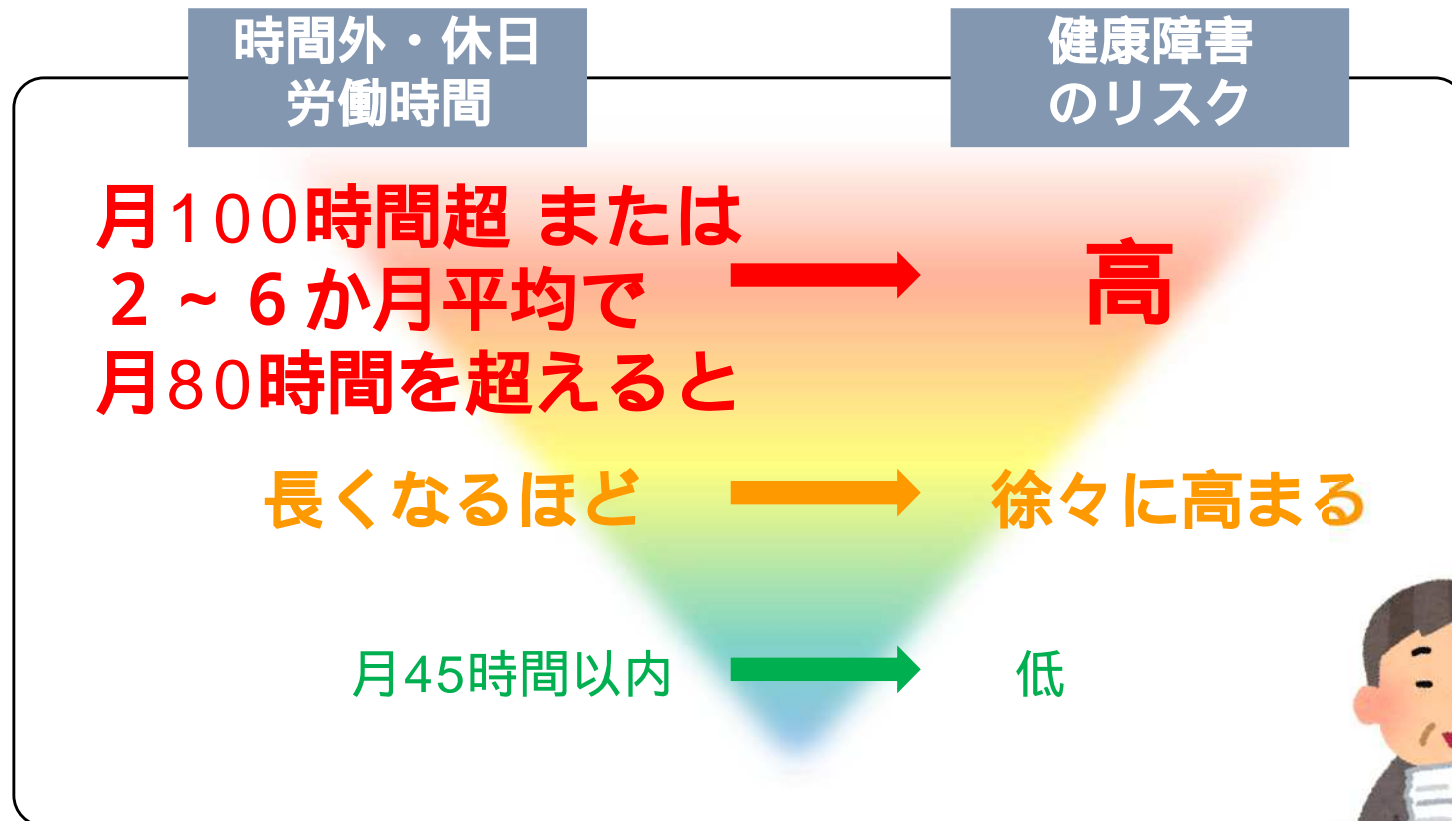 時間外・休日
労働時間
健康障害
のリスク
月100時間超 または
２～６か月平均で
月80時間を超えると
高
長くなるほど
徐々に高まる
月45時間以内
低